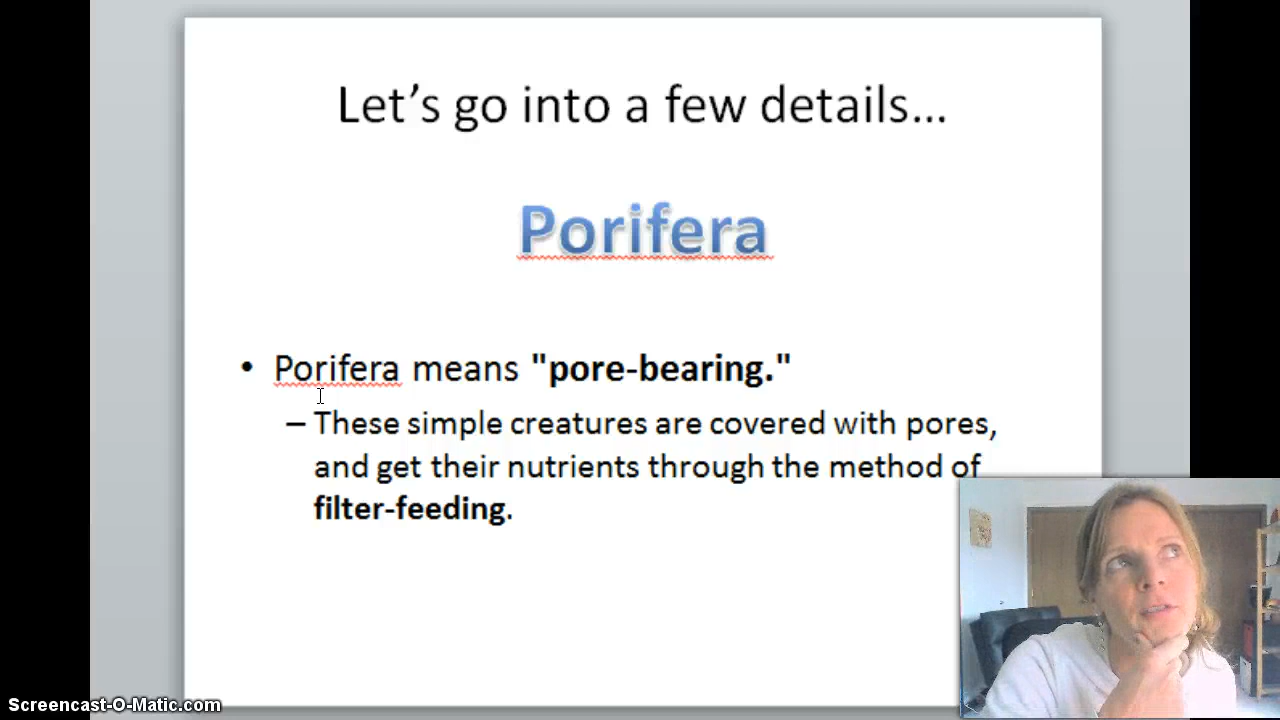 Let's go into a few details...
Porifera
• Porifera means "pore-bearing."
– These simple creatures are covered with pores,
and get their nutrients through the method of
filter-feeding.
Screencast-O-Matic.com